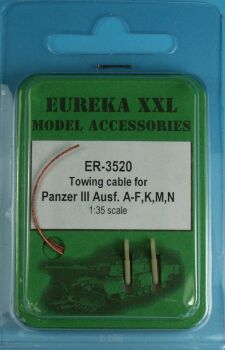 EUREKA XXL
MODEL ACCESSORIES
ER-3520
Towing cable for
Panzer III Ausf. A-F,K,M,N
1:35 scale